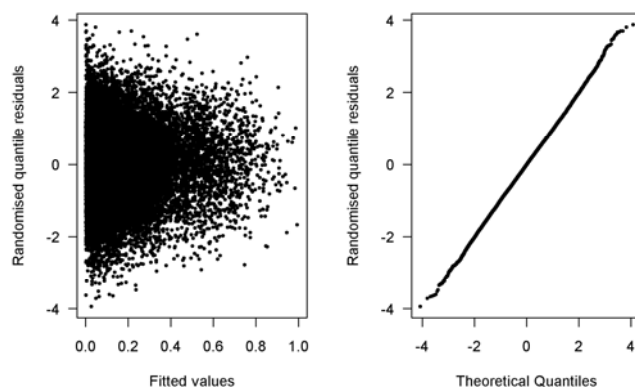 4
2
0
-2
-4
Randomised quantile residuals
0.0 0.2 0.4 0.6 0.8 1.0
Fitted values
4
2
0
-2
-4
Randomised quantile residuals
-4 -2 0 2 4
Theoretical Quantiles